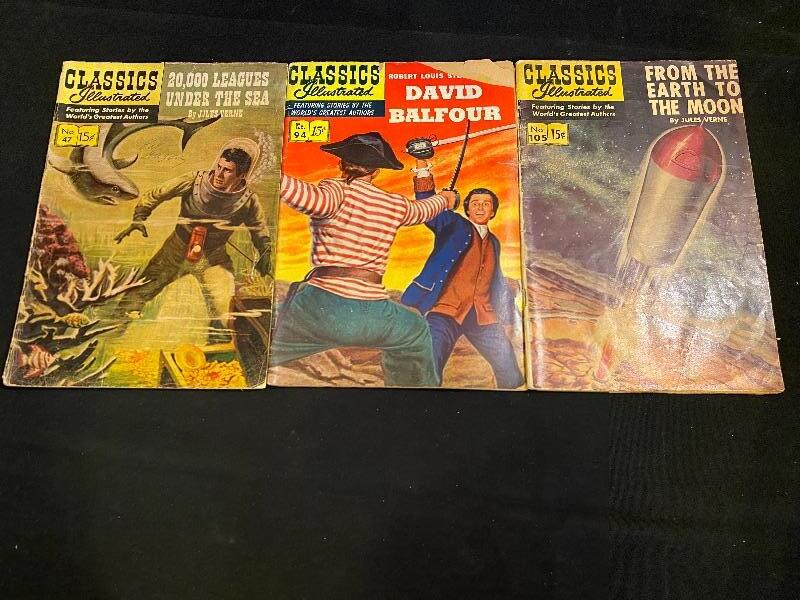 CLASSICS
Illustrated
Featuring Stories by the
World's Greatest Authors
No.
47
15¢
20,000 LEAGUES
UNDER THE SEA
By JULES VERNE
CLASSICS
Illustrated
FEATURING STORIES BY THE
WORLD'S GREATEST AUTHORS
94
15¢
ROBERT LOUIS
DAVID
BALFOUR
CLASSICS
Illustrated
Featuring Stories by the
World's Greatest Authors
No.
105
15¢
FROM THE
EARTH TO
THE MOON
By JULES VERNE